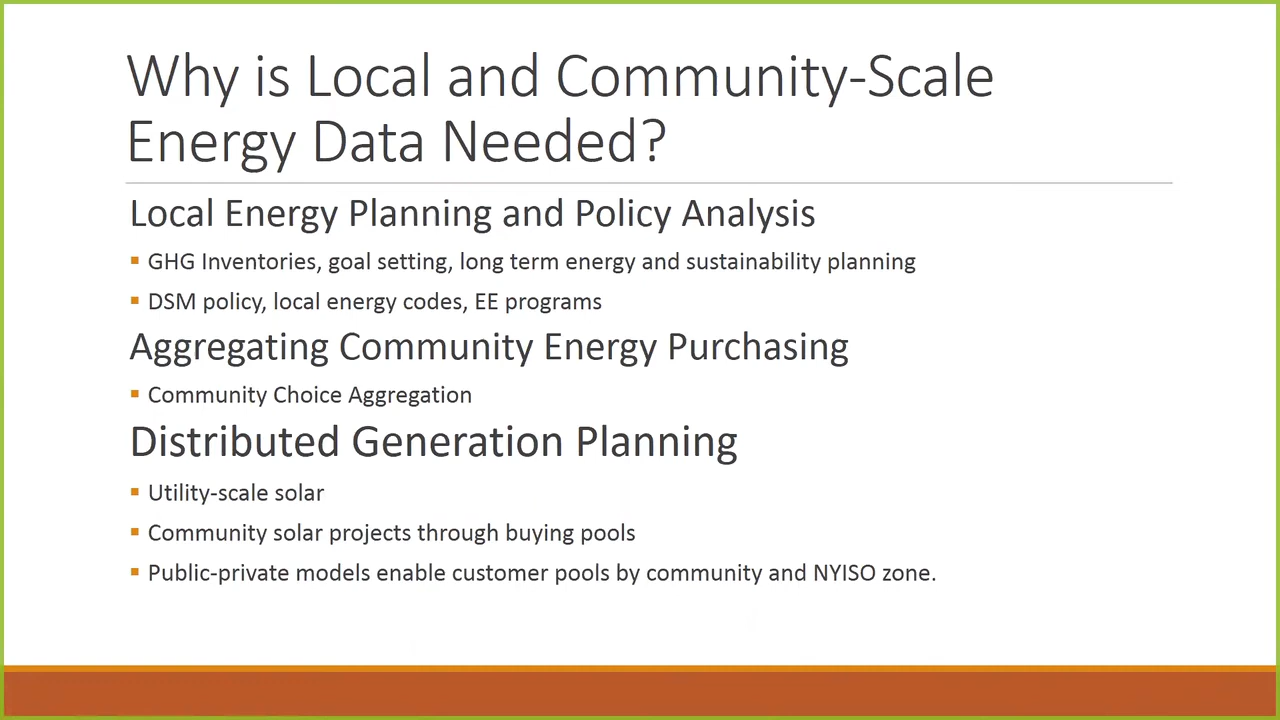 Why is Local and Community-Scale
Energy Data Needed?
Local Energy Planning and Policy Analysis
▪ GHG Inventories, goal setting, long term energy and sustainability planning
▪ DSM policy, local energy codes, EE programs
Aggregating Community Energy Purchasing
▪ Community Choice Aggregation
Distributed Generation Planning
▪ Utility-scale solar
▪ Community solar projects through buying pools
▪ Public-private models enable customer pools by community and NYISO zone.